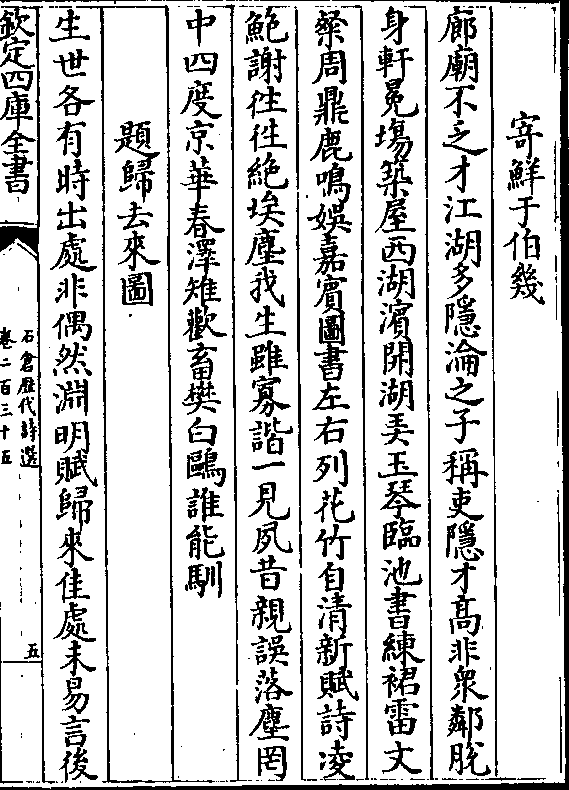 寄鮮于伯幾
廊廟不乏才江湖多隱淪之子稱吏隱才髙非衆鄰脫
身軒冕塲築屋西湖濵開湖弄玉琴臨池書練裙雷文
粲周鼎鹿鳴娯嘉賔圖書左右列花竹自清新賦詩凌
鮑謝往往絶埃塵我生雖寡諧一見夙昔親誤落塵罔
中四度京華春澤雉歡畜樊白鷗誰能馴
題歸去來圖
生世各有時出處非偶然淵明賦歸來佳處未易言後
欽定四庫全書
石倉歴代詩選
卷二百三十五
五